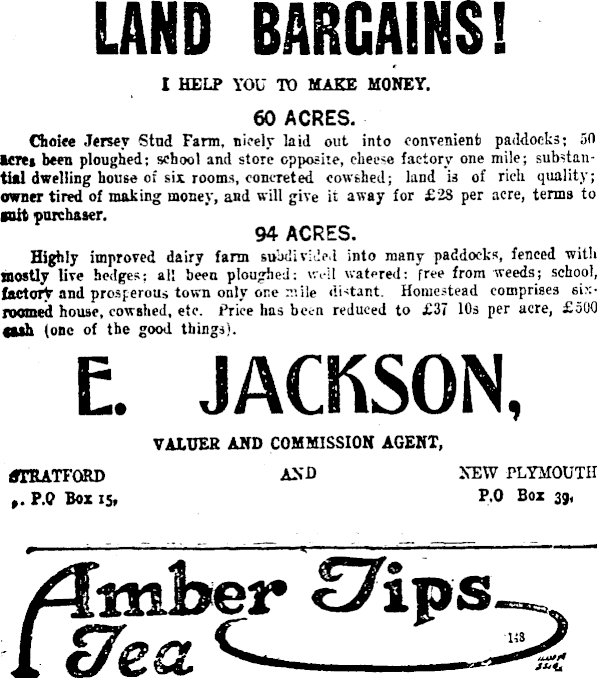 LAND BARGAINS!
I HELP YOU TO MAKE MONEY.
60 ACRES.
Choice Jersey Stud Farm, nicely laid out into convenient paddocks; 50
acres been ploughed; school and store opposite, cheese factory one mile; substan-
tial dwelling house of six rooms, concreted cowshed; land is of rich quality;
owner tired of making money, and will give it away for £28 per acre, terms to
suit purchaser.
94 ACRES.
Highly improved dairy farm subdivided into many paddocks, fenced with
mostly live hedges; all been ploughed; well watered; free from weeds; school,
factory and prosperous town only one mile distant. Homestead comprises six-
roomed house, cowshed, etc. Price has been reduced to £37 10s per acre, £500
cash (one of the good things).
E. JACKSON,
VALUER AND COMMISSION AGENT,
STRATFORD AND NEW PLYMOUTH
P.O Box 15, P.O Box 39,
Amber Tips
Tea
148